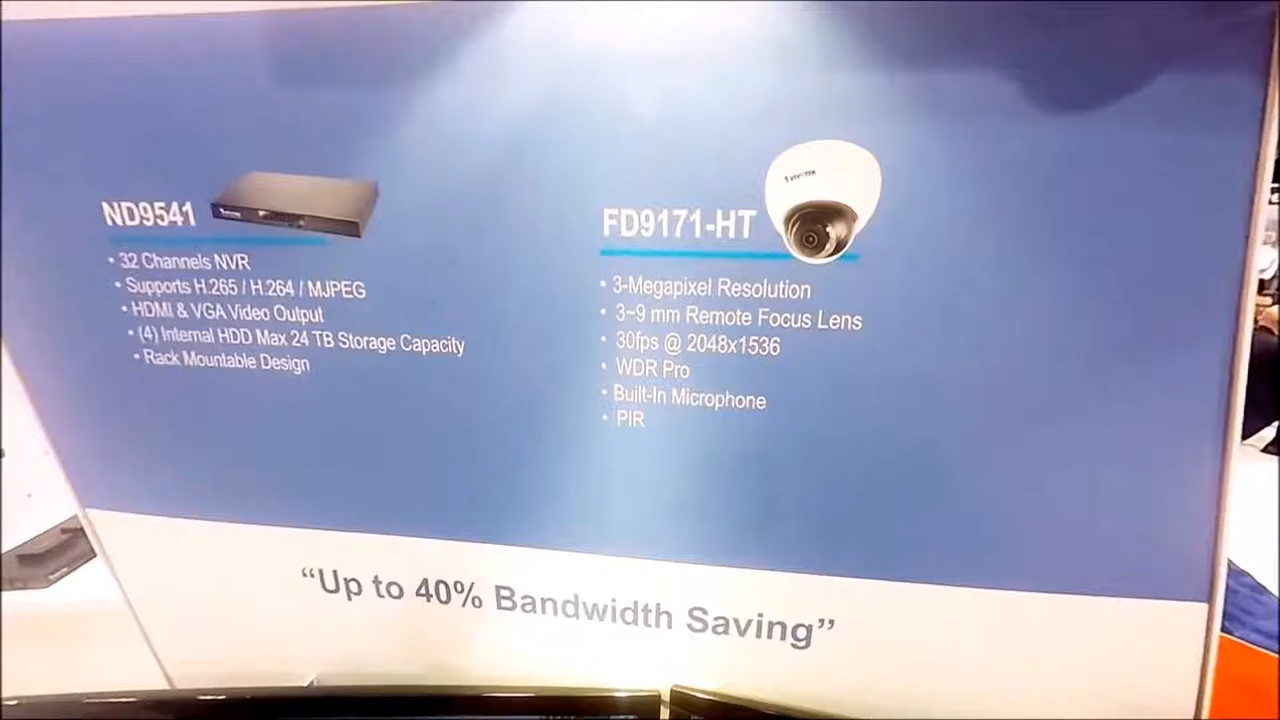 ND9541
• 32 Channels NVR
• Supports H.265 / H.264 / MJPEG
• HDMI & VGA Video Output
• (4) Internal HDD Max 24 TB Storage Capacity
• Rack Mountable Design
VIVOTEK
FD9171-HT
• 3-Megapixel Resolution
• 3~9 mm Remote Focus Lens
• 30fps @ 2048x1536
• WDR Pro
• Built-In Microphone
• PIR
“Up to 40% Bandwidth Saving”